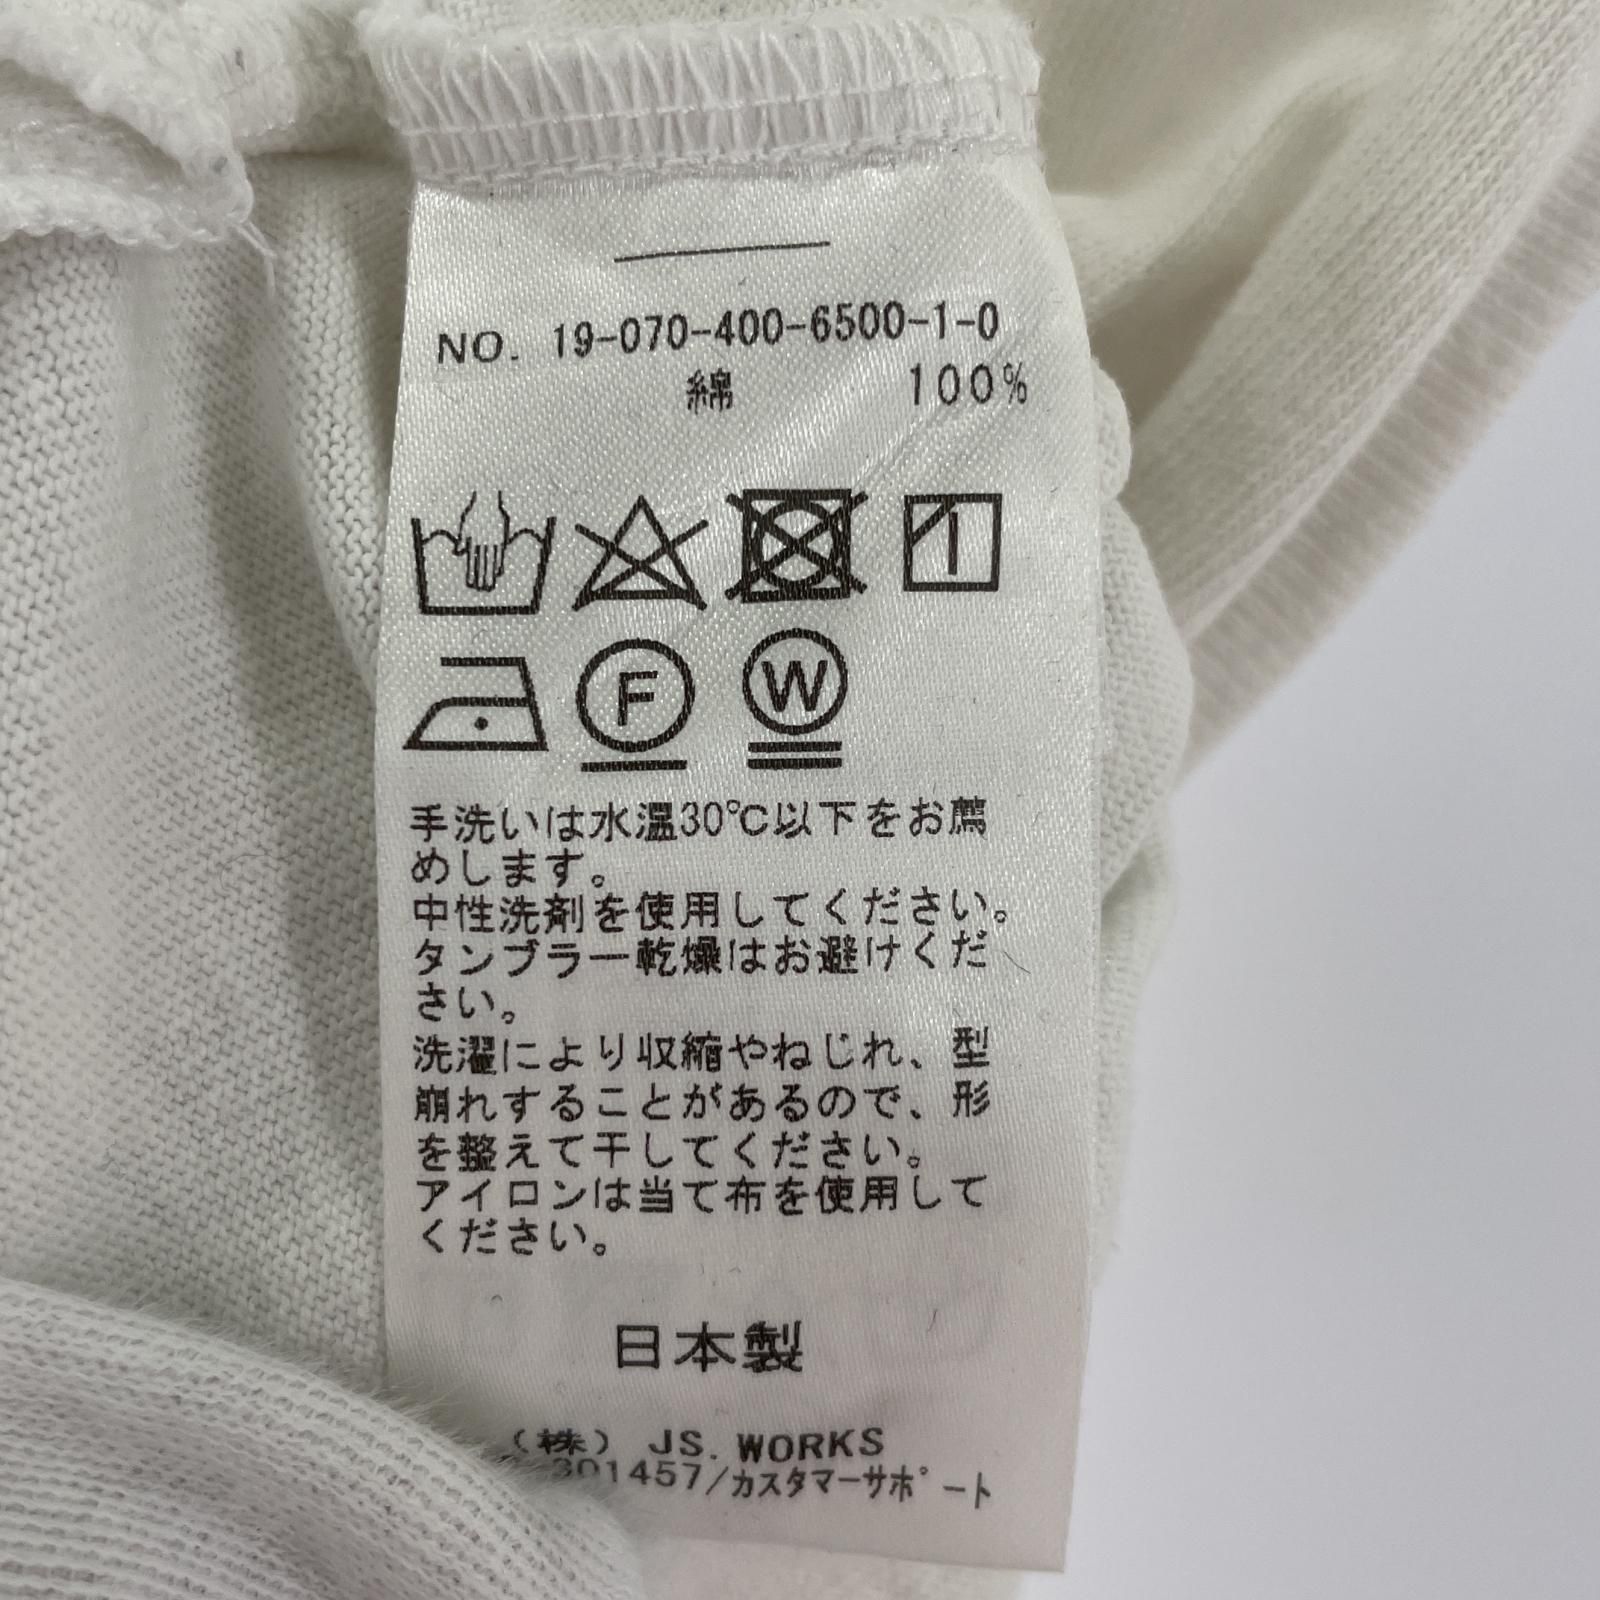 NO. 19-070-400-6500-1-0
綿 100%
F W
手洗いは水温30℃以下をお薦
めします。
中性洗剤を使用してください。
タンブラー乾燥はお避けくだ
さい。
洗濯により収縮やねじれ、型
崩れすることがあるので、形
を整えて干してください。
アイロンは当て布を使用して
ください。
日本製
(株) JS. WORKS
301457/カスタマーサポート